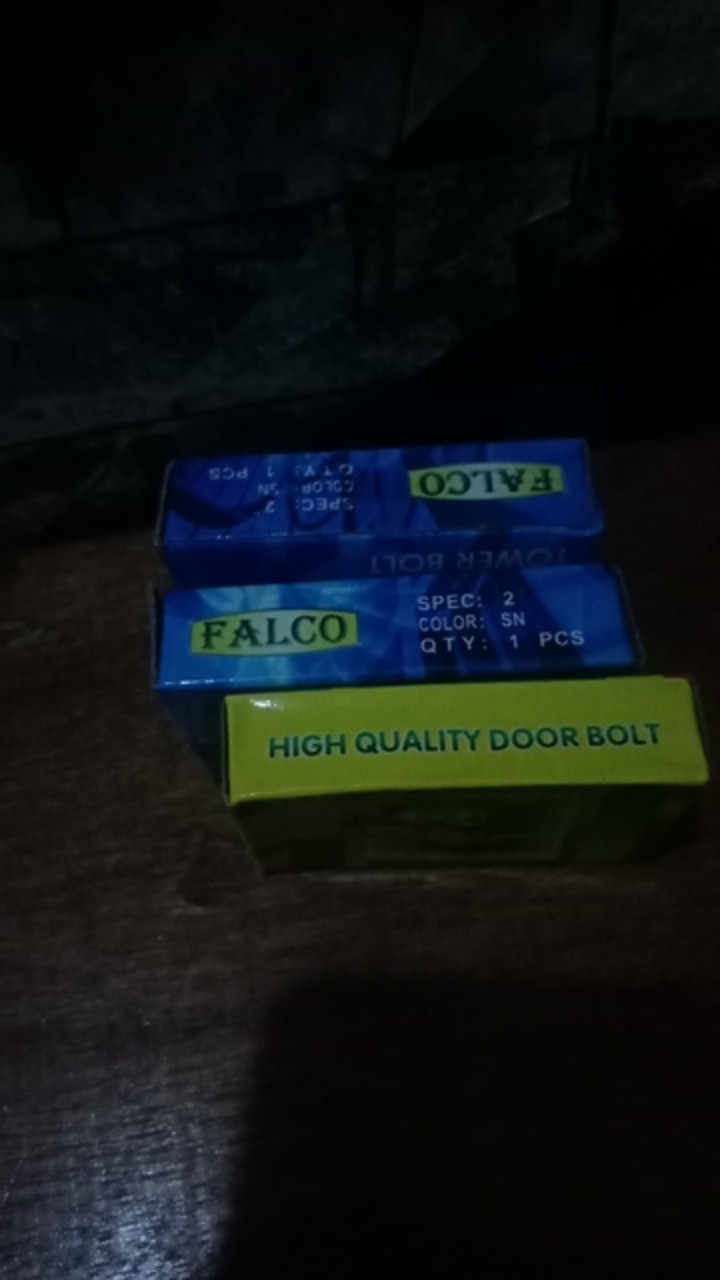 FALCO
SPEC: 2"
COLOR: SN
QTY: 1 PCS
TOWER BOLT
FALCO
SPEC: 2"
COLOR: SN
QTY: 1 PCS
HIGH QUALITY DOOR BOLT